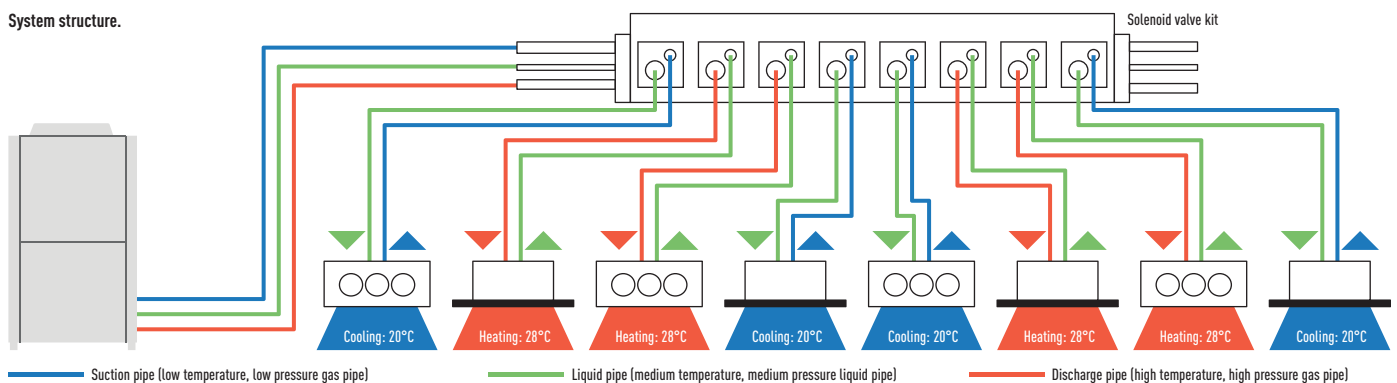 System structure.
Solenoid valve kit
Cooling: 20°C
Heating: 28°C
Heating: 28°C
Cooling: 20°C
Cooling: 20°C
Heating: 28°C
Heating: 28°C
Cooling: 20°C
Suction pipe (low temperature, low pressure gas pipe)
Liquid pipe (medium temperature, medium pressure liquid pipe)
Discharge pipe (high temperature, high pressure gas pipe)